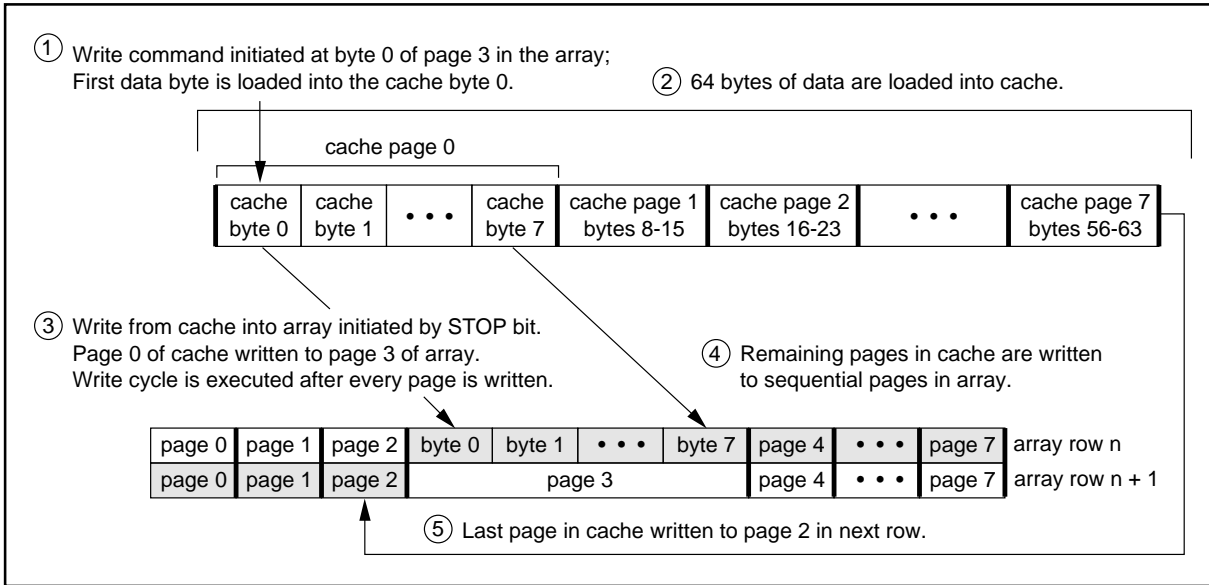 1 Write command initiated at byte 0 of page 3 in the array;
First data byte is loaded into the cache byte 0.
2 64 bytes of data are loaded into cache.
cache page 0
cache byte 0
cache byte 1
• • •
cache byte 7
cache page 1 bytes 8-15
cache page 2 bytes 16-23
• • •
cache page 7 bytes 56-63
3 Write from cache into array initiated by STOP bit.
Page 0 of cache written to page 3 of array.
Write cycle is executed after every page is written.
4 Remaining pages in cache are written
to sequential pages in array.
page 0 page 1 page 2 byte 0 byte 1 • • • byte 7 page 4 • • • page 7 array row n
page 0 page 1 page 2 page 3 page 4 • • • page 7 array row n + 1
5 Last page in cache written to page 2 in next row.